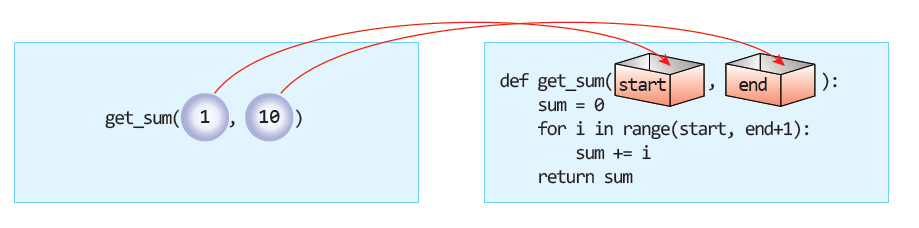 get_sum( 1 , 10 )
def get_sum( start , end ):
    sum = 0
    for i in range(start, end+1):
        sum += i
    return sum